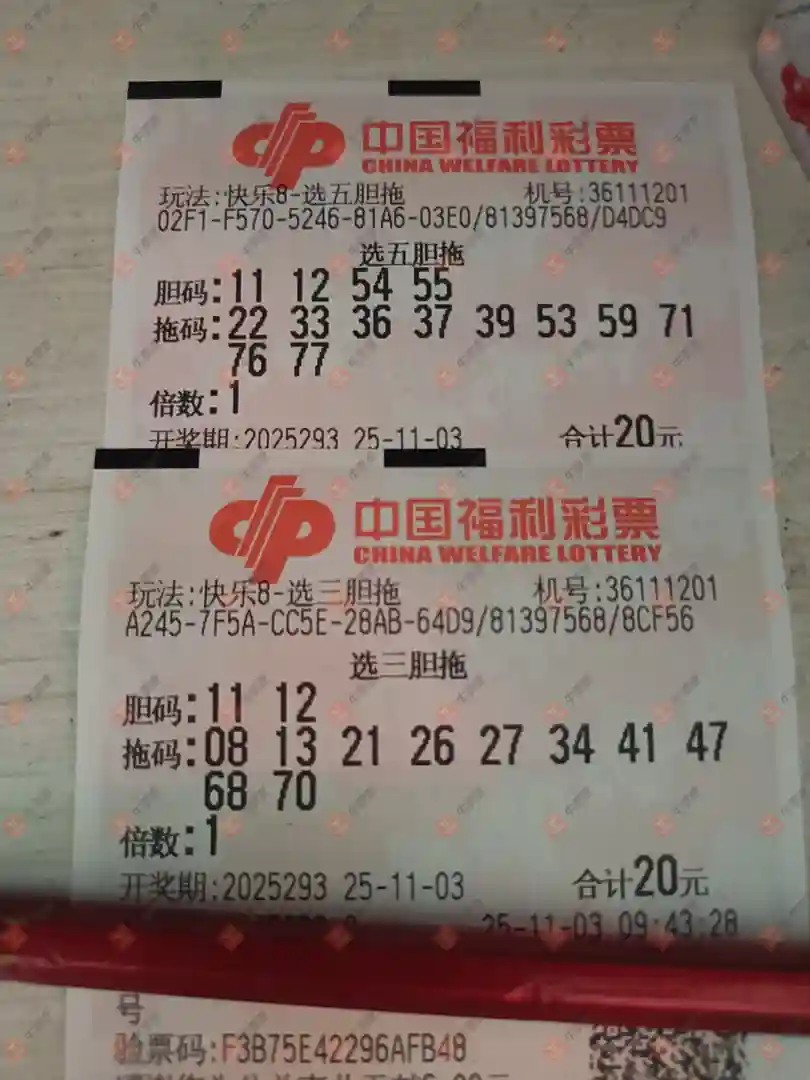 中国福利彩票
CHINA WELFARE LOTTERY
玩法:快乐8-选五胆拖 机号:36111201
02F1-F570-5246-81A6-03E0/81397568/D4DC9
选五胆拖
胆码:11 12 54 55
拖码:22 33 36 37 39 53 59 71
76 77
倍数:1
开奖期:2025293 25-11-03 合计20元
中国福利彩票
CHINA WELFARE LOTTERY
玩法:快乐8-选三胆拖 机号:36111201
A245-7F5A-CC5E-28AB-64D9/81397568/8CF56
选三胆拖
胆码:11 12
拖码:08 13 21 26 27 34 41 47
68 70
倍数:1
开奖期:2025293 25-11-03 合计20元
25-11-03 09:43:28
号
验票码:F3B75E42296AFB48